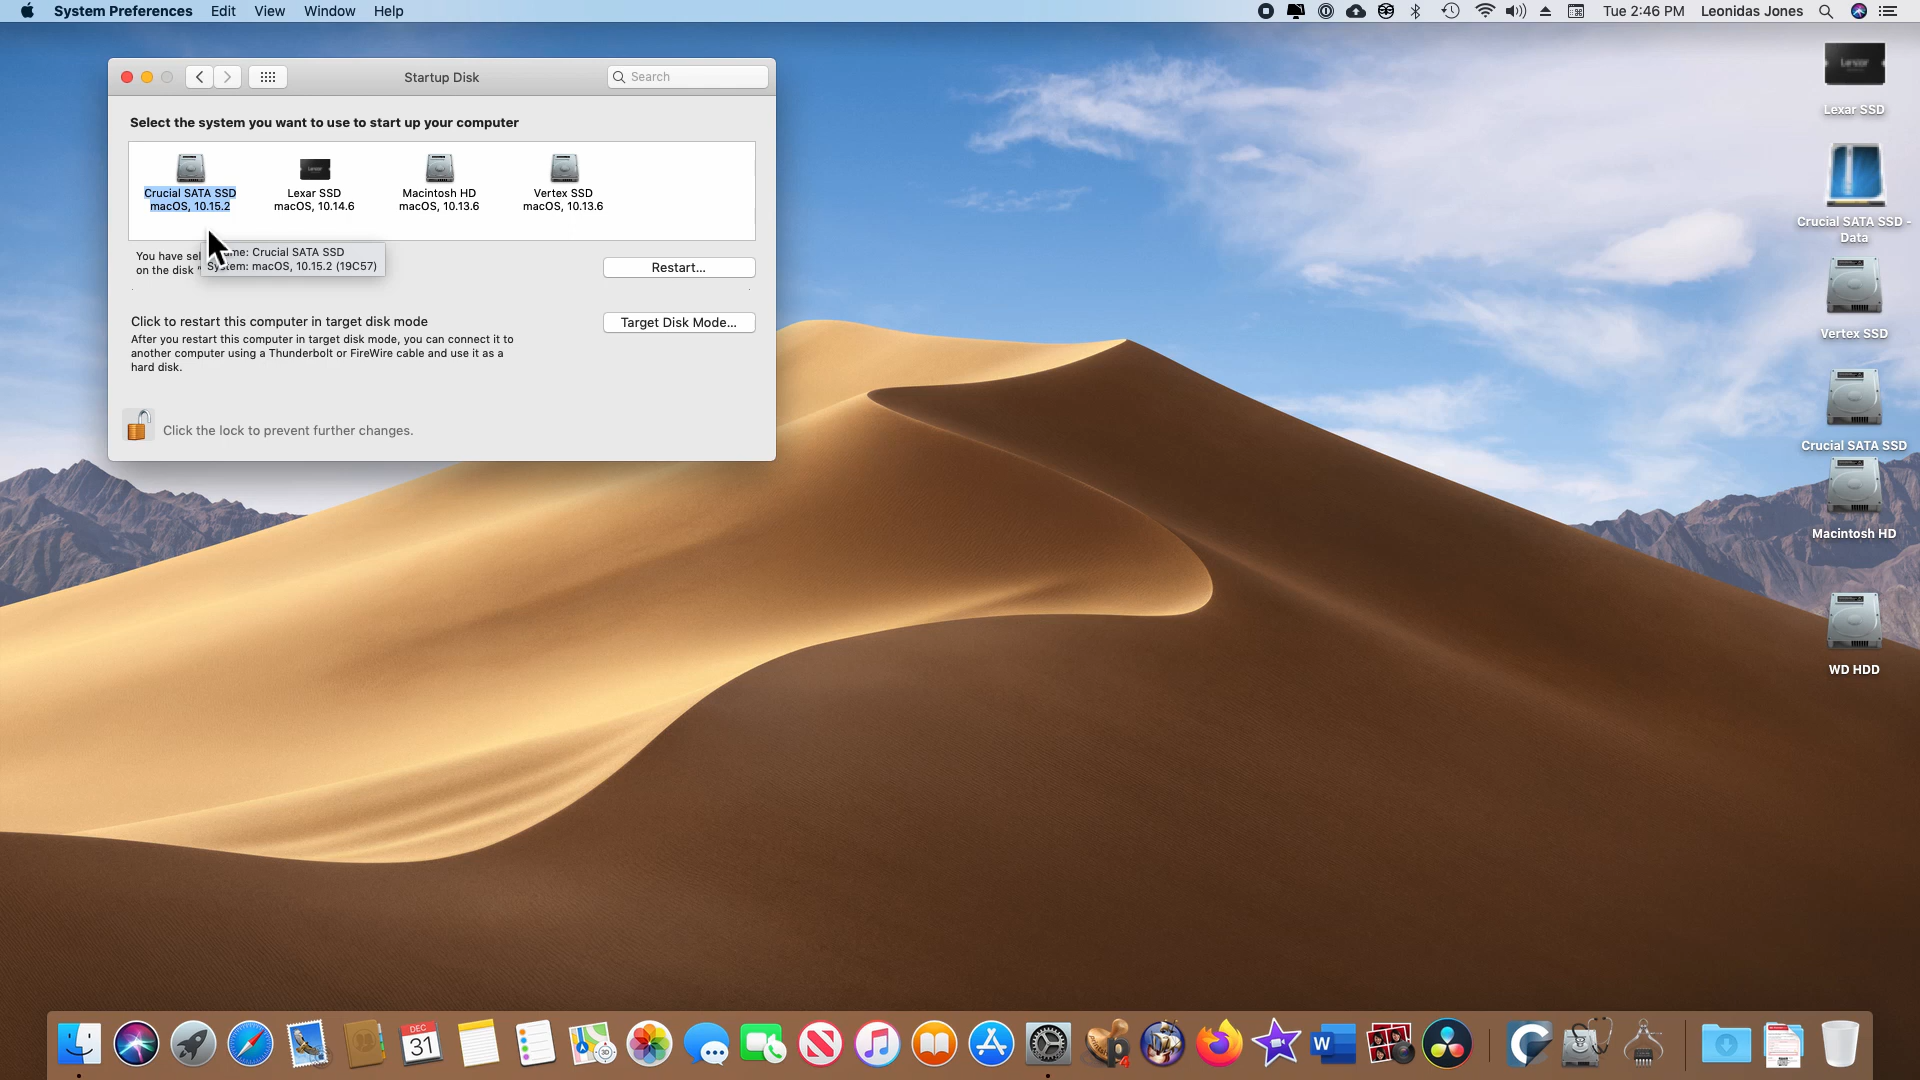 System Preferences Edit View Window Help
Tue 2:46 PM Leonidas Jones
Startup Disk
Search
Select the system you want to use to start up your computer
Crucial SATA SSD
macOS, 10.15.2
Lexar SSD
macOS, 10.14.6
Macintosh HD
macOS, 10.13.6
Vertex SSD
macOS, 10.13.6
You have sel
on the disk "
me: Crucial SATA SSD
System: macOS, 10.15.2 (19C57)
Restart...
Click to restart this computer in target disk mode
After you restart this computer in target disk mode, you can connect it to
another computer using a Thunderbolt or FireWire cable and use it as a
hard disk.
Target Disk Mode...
Click the lock to prevent further changes.
Lexar
Lexar SSD
Crucial SATA SSD -
Data
Vertex SSD
Crucial SATA SSD
Macintosh HD
WD HDD
DEC
31
3D
P4
W